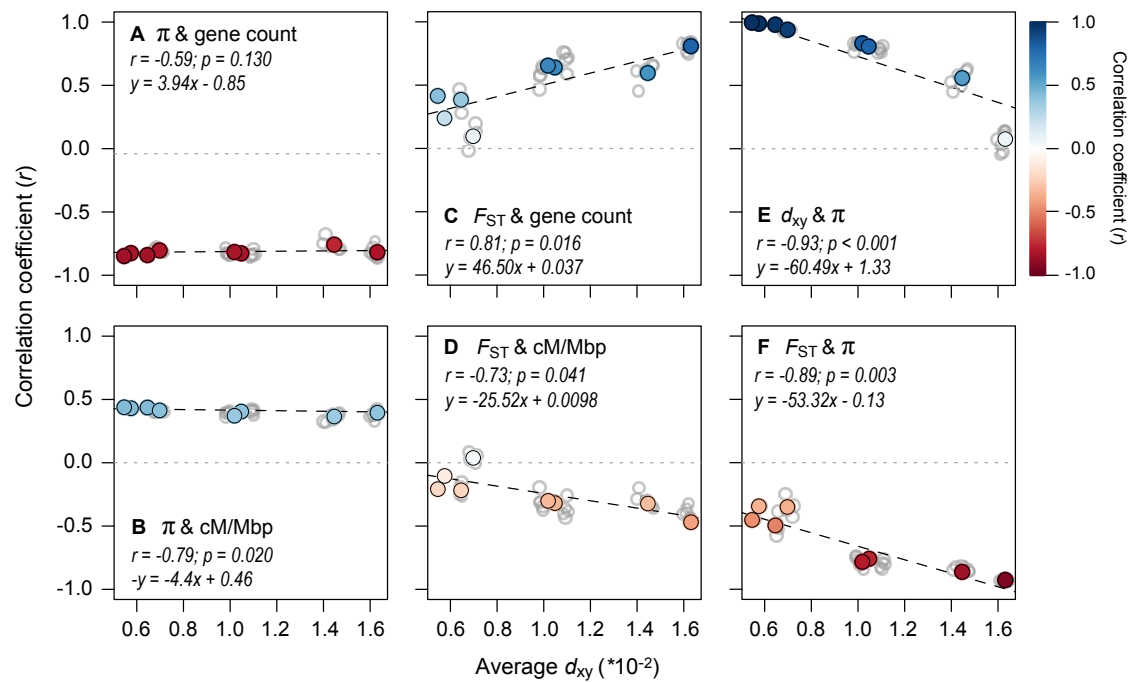 Correlation coefficient (r)
1.0
0.5
0.0
-0.5
-1.0
A π & gene count
r = -0.59; p = 0.130
y = 3.94x - 0.85
C FST & gene count
r = 0.81; p = 0.016
y = 46.50x + 0.037
E dxy & π
r = -0.93; p < 0.001
y = -60.49x + 1.33
1.0
0.5
0.0
-0.5
-1.0
Correlation coefficient (r)
1.0
0.5
0.0
-0.5
-1.0
B π & cM/Mbp
r = -0.79; p = 0.020
-y = -4.4x + 0.46
D FST & cM/Mbp
r = -0.73; p = 0.041
y = -25.52x + 0.0098
F FST & π
r = -0.89; p = 0.003
y = -53.32x - 0.13
0.6 0.8 1.0 1.2 1.4 1.6
0.6 0.8 1.0 1.2 1.4 1.6
0.6 0.8 1.0 1.2 1.4 1.6
Average dxy (*10-2)